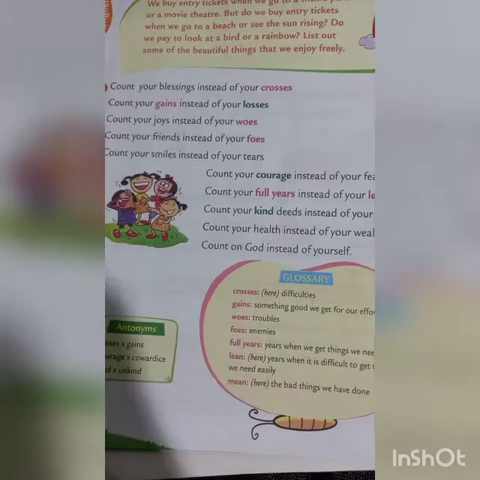 We buy entry tickets when we go to a
or a movie theatre. But do we buy entry tickets
when we go to a beach or see the sun rising? Do
we pay to look at a bird or a rainbow? List out
some of the beautiful things that we enjoy freely.
Count your blessings instead of your crosses
Count your gains instead of your losses
Count your joys instead of your woes
Count your friends instead of your foes
Count your smiles instead of your tears
Count your courage instead of your
Count your full years instead of your
Count your kind deeds instead of your
Count your health instead of your
Count on God instead of yourself.
GLOSSARY
crosses: (here) difficulties
gains: something good we get for our
woes: troubles
foes: enemies
full years: years when we get things we
lean: (here) years when it is difficult to get
we need easily
mean: (here) the bad things we have done
Antonyms
x gains
x cowardice
x unkind
InShOt